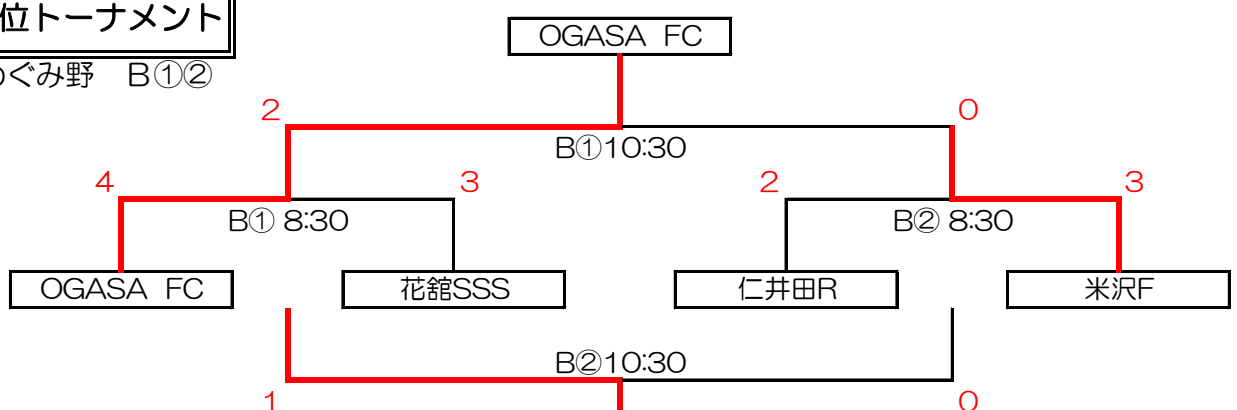 位トーナメント
ぐみ野 B①②
OGASA FC
2
0
B①10:30
4
3
2
3
B① 8:30
B② 8:30
OGASA FC
花舘SSS
仁井田R
米沢F
B②10:30
1
0